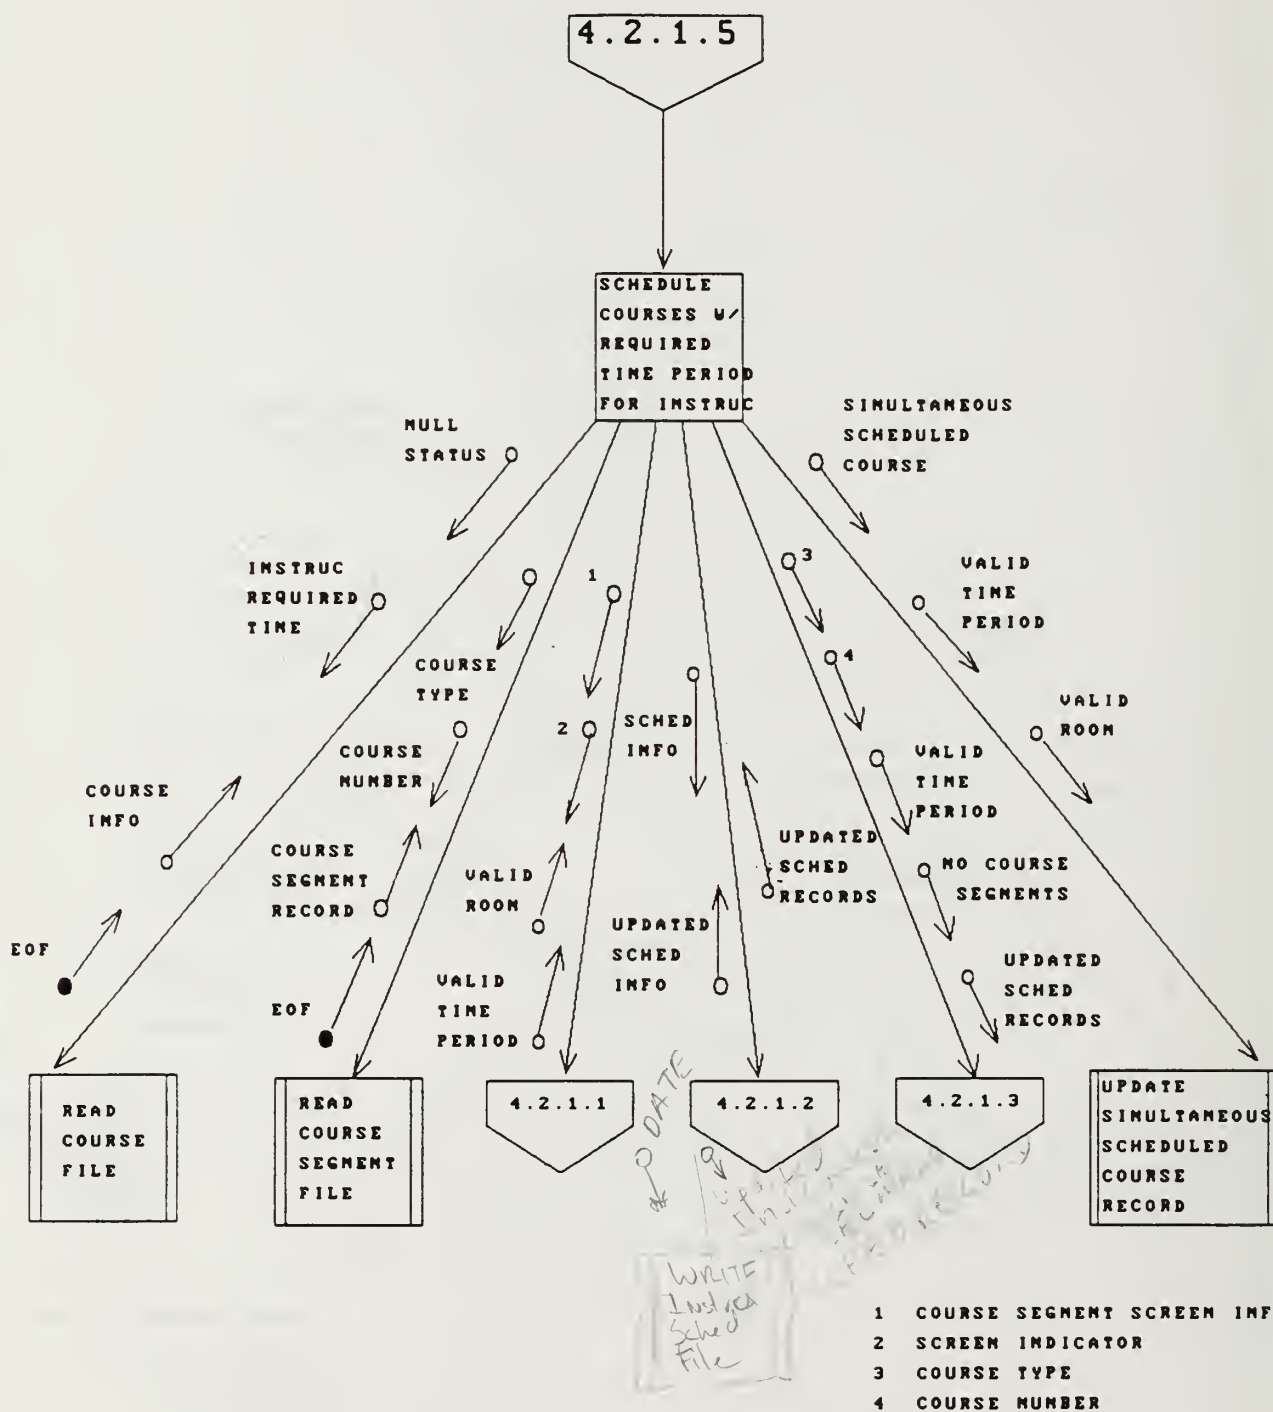 4.2.1.5
SCHEDULE
COURSES W/
REQUIRED
TIME PERIOD
FOR INSTRUC
NULL
STATUS
SIMULTANEOUS
SCHEDULED
COURSE
INSTRUC
REQUIRED
TIME
1
3
VALID
TIME
PERIOD
COURSE
TYPE
4
COURSE
NUMBER
2
SCHED
INFO
VALID
ROOM
COURSE
INFO
VALID
TIME
PERIOD
COURSE
SEGMENT
RECORD
VALID
ROOM
UPDATED
SCHED
RECORDS
NO COURSE
SEGMENTS
EOF
UPDATED
SCHED
INFO
EOF
VALID
TIME
PERIOD
UPDATED
SCHED
RECORDS
READ
COURSE
FILE
READ
COURSE
SEGMENT
FILE
4.2.1.1
DATE
4.2.1.2
4.2.1.3
UPDATE
SIMULTANEOUS
SCHEDULED
COURSE
RECORD
WRITE
Sched
File
1 COURSE SEGMENT SCREEN INF
2 SCREEN INDICATOR
3 COURSE TYPE
4 COURSE NUMBER